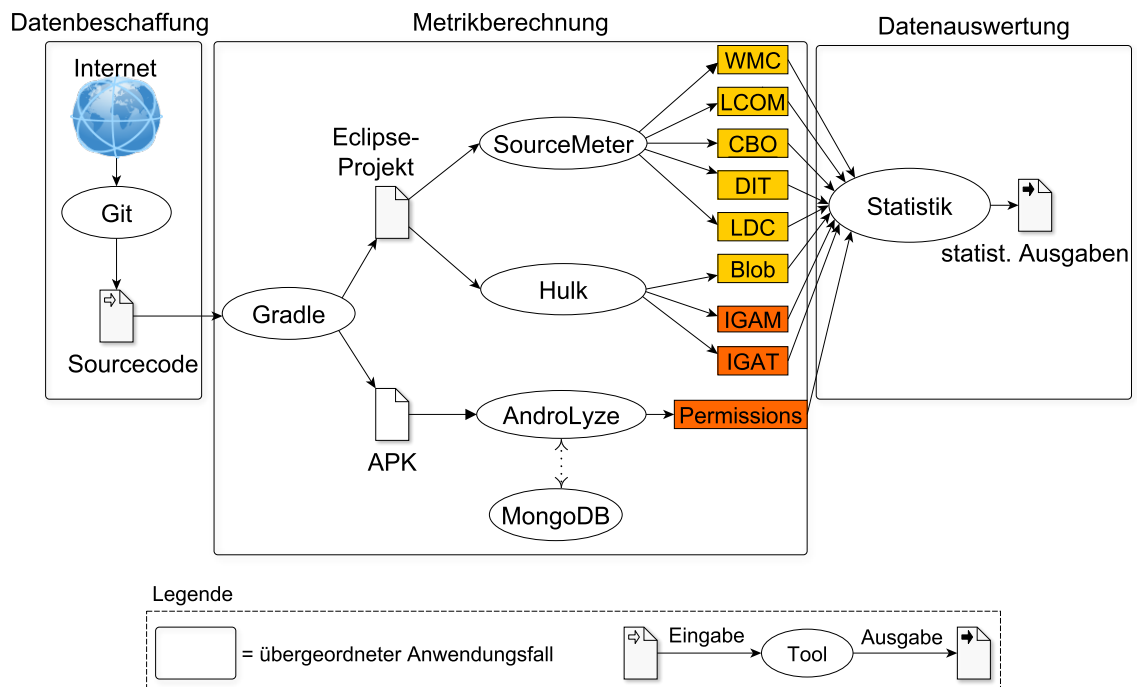 Datenbeschaffung
Metrikberechnung
Datenauswertung
Internet
Git
Sourcecode
Gradle
Eclipse-
Projekt
APK
SourceMeter
Hulk
AndroLyze
MongoDB
WMC
LCOM
CBO
DIT
LDC
Blob
IGAM
IGAT
Permissions
Statistik
statist. Ausgaben
Legende
= übergeordneter Anwendungsfall
Eingabe
Tool
Ausgabe